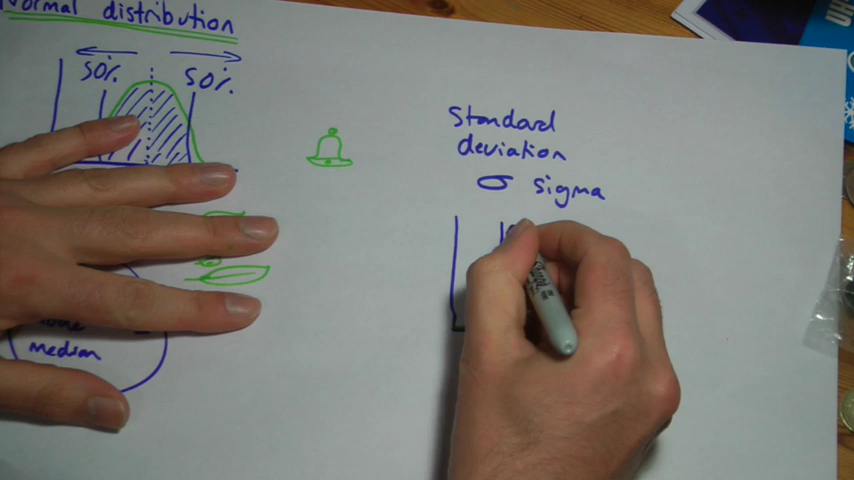 Normal distribution
50% 50%
median
Standard
deviation
σ sigma